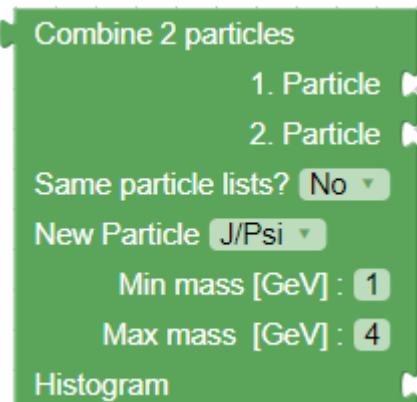 Combine 2 particles
1. Particle
2. Particle
Same particle lists? No
New Particle J/Psi
Min mass [GeV] : 1
Max mass [GeV] : 4
Histogram